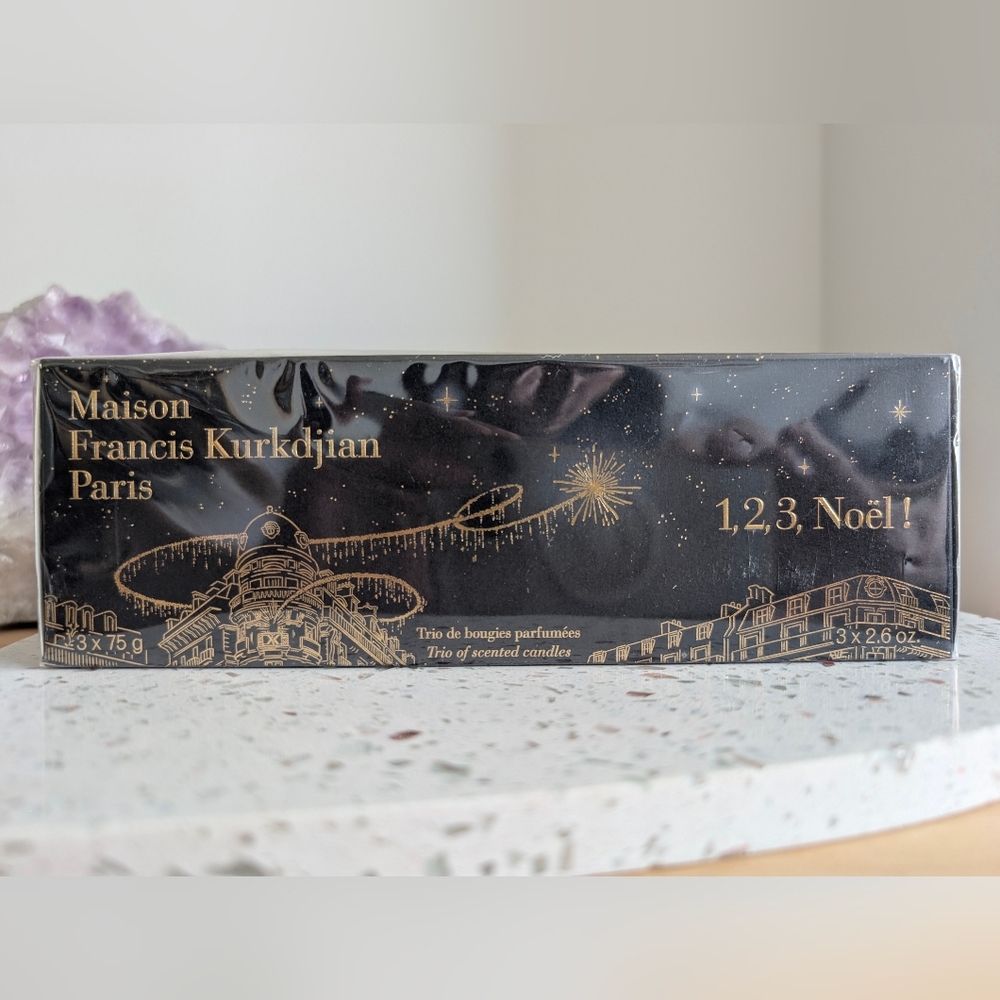 Maison
Francis Kurkdjian
Paris
1,2,3, Noël !
℮ 3 x 75 g
Trio de bougies parfumées
Trio of scented candles
3 x 2.6 oz.